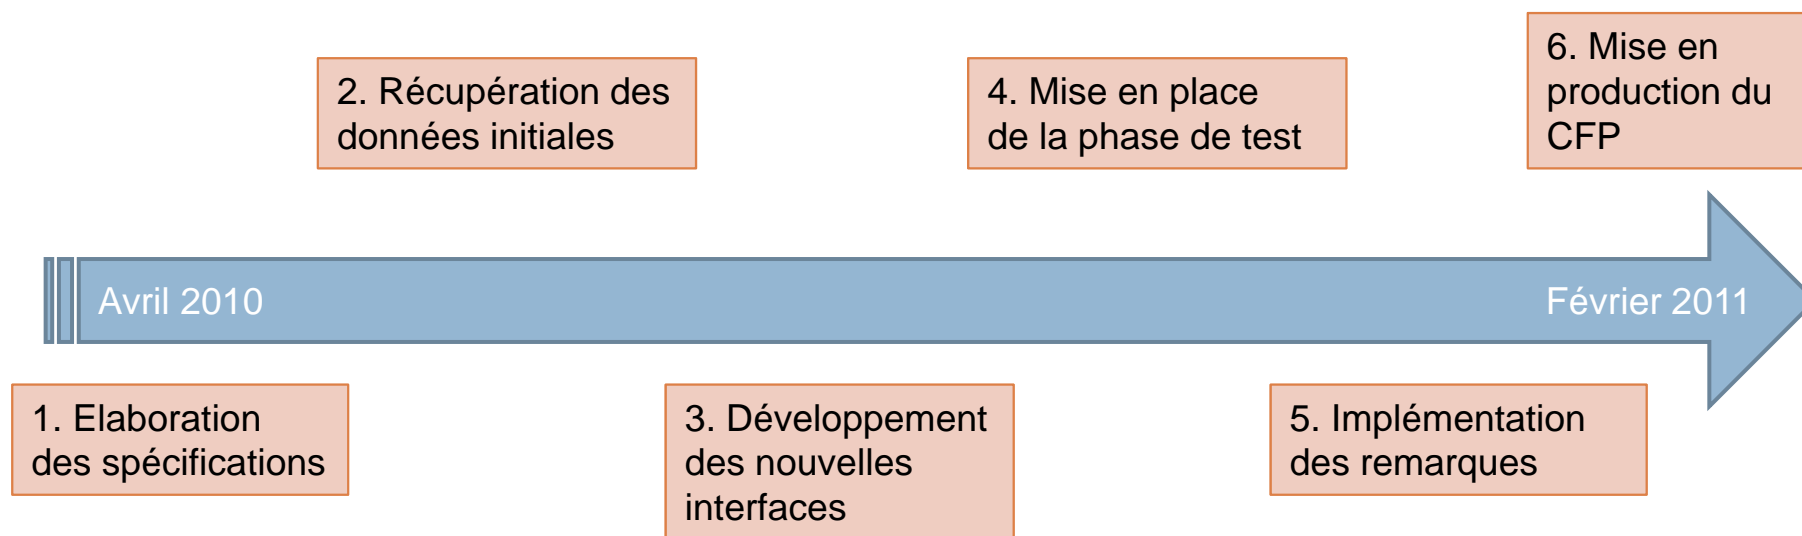 6. Mise en
production du
CFP
2. Récupération des
données initiales
4. Mise en place
de la phase de test
Avril 2010
Février 2011
1. Elaboration
des spécifications
3. Développement
des nouvelles
interfaces
5. Implémentation
des remarques